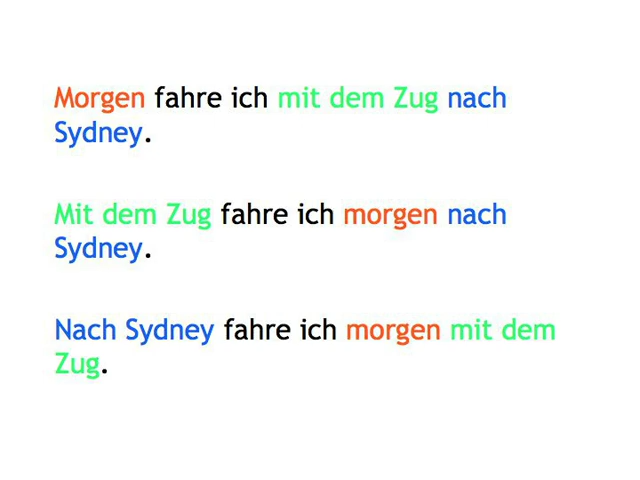 Morgen fahre ich mit dem Zug nach
Sydney.
Mit dem Zug fahre ich morgen nach
Sydney.
Nach Sydney fahre ich morgen mit dem
Zug.